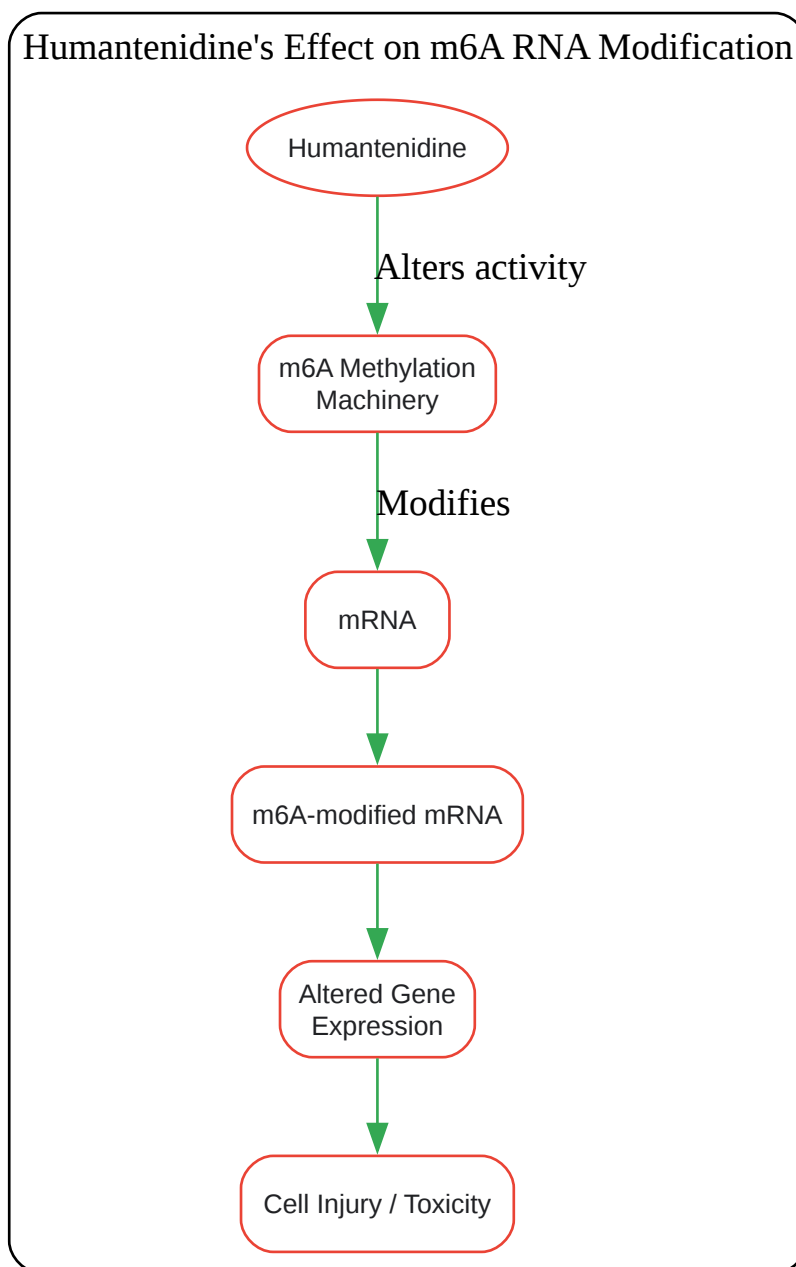 Humantenidine's Effect on m6A RNA Modification
Humantenidine
Alters activity
m6A Methylation
Machinery
Modifies
mRNA
m6A-modified mRNA
Altered Gene
Expression
Cell Injury / Toxicity